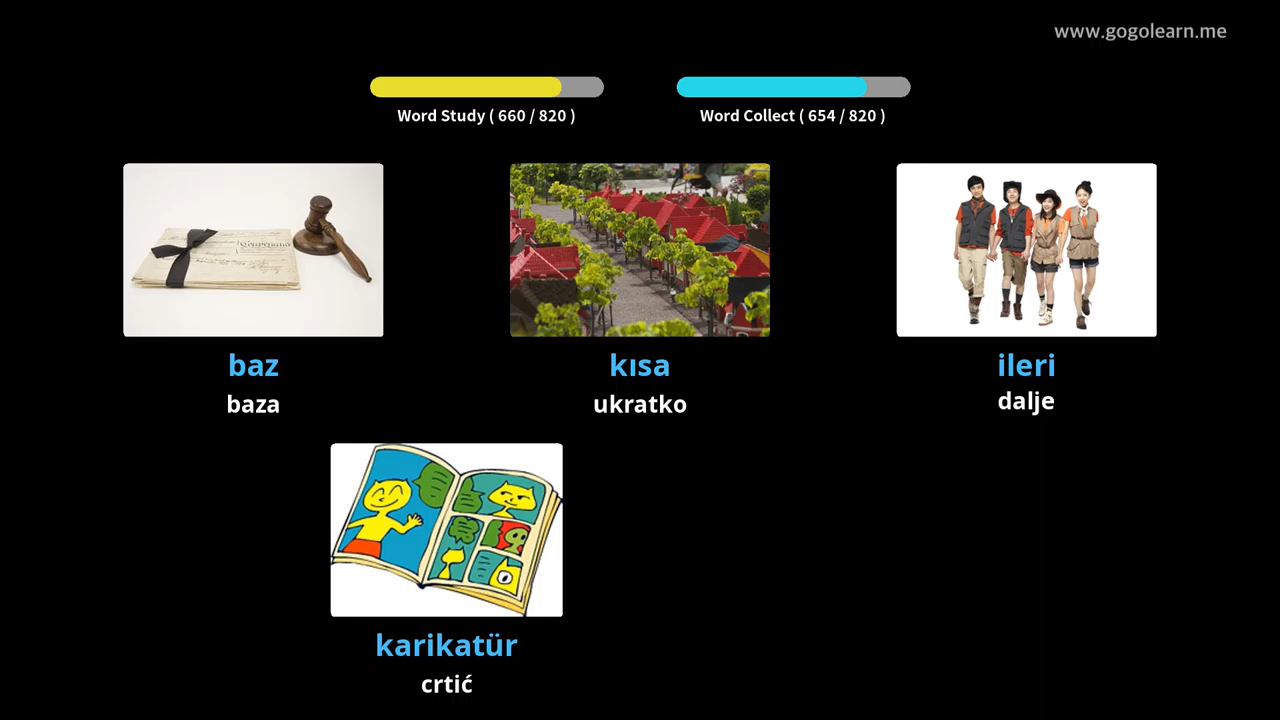 www.gogolearn.me
Word Study ( 660 / 820 )
Word Collect ( 654 / 820 )
baz
baza
kısa
ukratko
ileri
dalje
karikatür
crtić